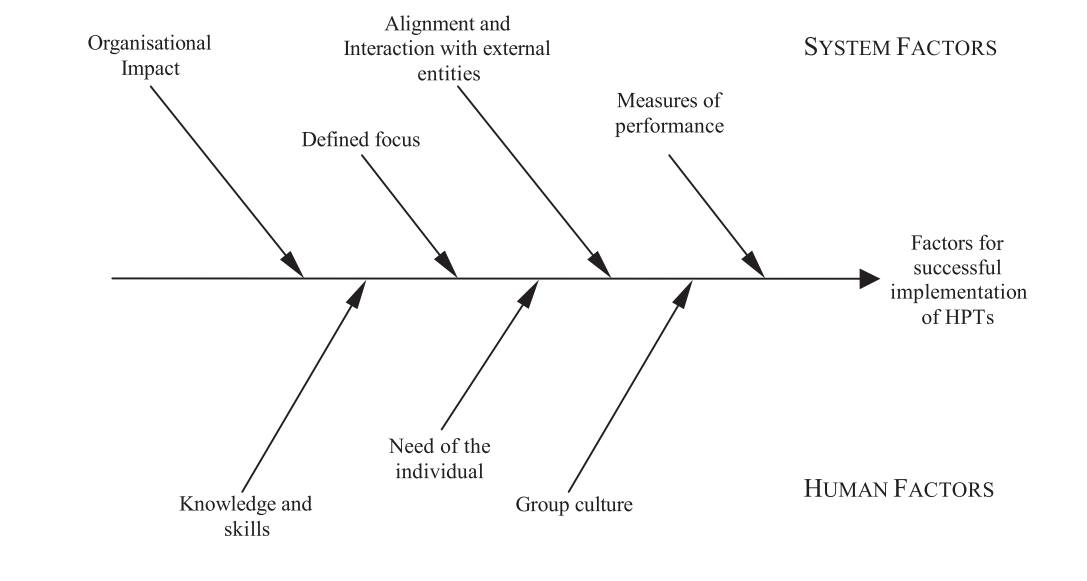 Organisational
Impact
Alignment and
Interaction with external
entities
SYSTEM FACTORS
Defined focus
Measures of
performance
Factors for
successful
implementation
of HPTs
Knowledge and
skills
Need of the
individual
Group culture
HUMAN FACTORS